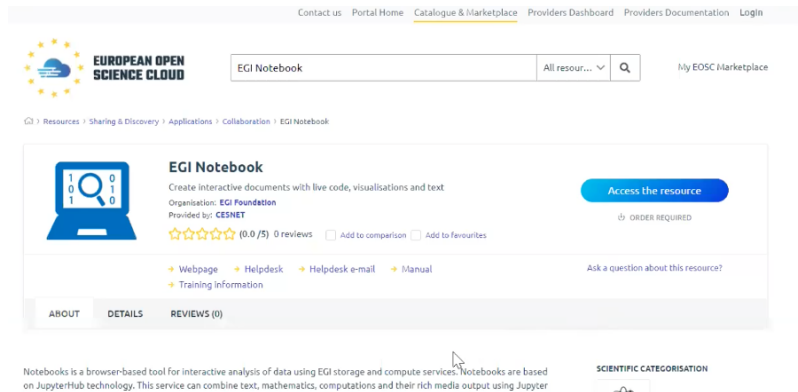 Contact us Portal Home Catalogue & Marketplace Providers Dashboard Providers Documentation Login
EUROPEAN OPEN
SCIENCE CLOUD
EGI Notebook All resour... My EOSC Marketplace
Resources > Sharing & Discovery > Applications > Collaboration > EGI Notebook
EGI Notebook
Create interactive documents with live code, visualisations and text
Organisation: EGI Foundation
Provided by: CESNET
(0.0 /5) 0 reviews Add to comparison Add to favourites
Access the resource
ORDER REQUIRED
Webpage Helpdesk Helpdesk e-mail Manual
Training information
Ask a question about this resource?
ABOUT DETAILS REVIEWS (0)
Notebooks is a browser-based tool for interactive analysis of data using EGI storage and compute services. Notebooks are based
on JupyterHub technology. This service can combine text, mathematics, computations and their rich media output using Jupyter
SCIENTIFIC CATEGORISATION